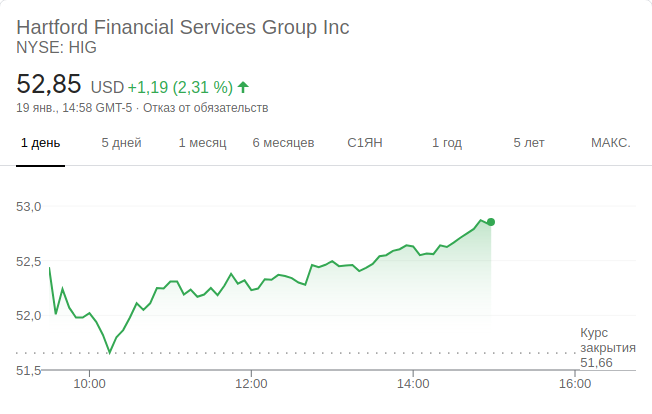 Hartford Financial Services Group Inc
NYSE: HIG
52,85 USD +1,19 (2,31 %)
19 янв., 14:58 GMT-5 · Отказ от обязательств
1 день 5 дней 1 месяц 6 месяцев С1ЯН 1 год 5 лет МАКС.
53,0
52,5
52,0
51,5
Курс
закрытия
51,66
10:00 12:00 14:00 16:00